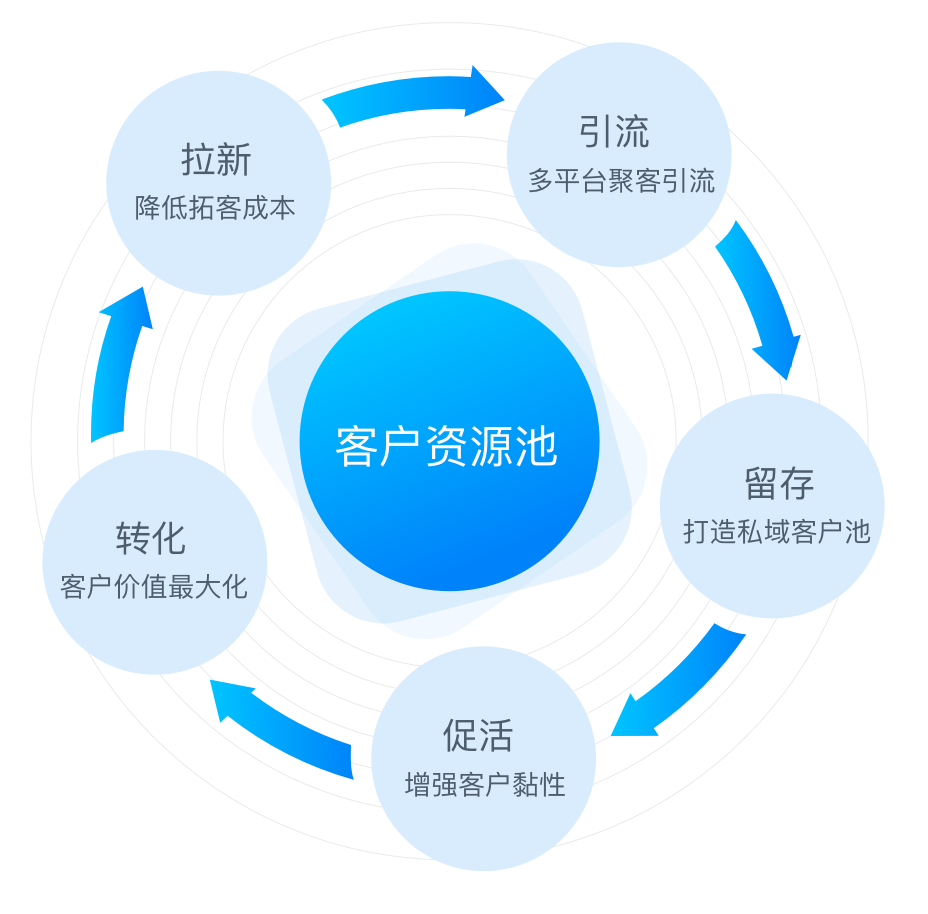 拉新
降低拓客成本
引流
多平台聚客引流
客户资源池
留存
打造私域客户池
促活
增强客户黏性
转化
客户价值最大化